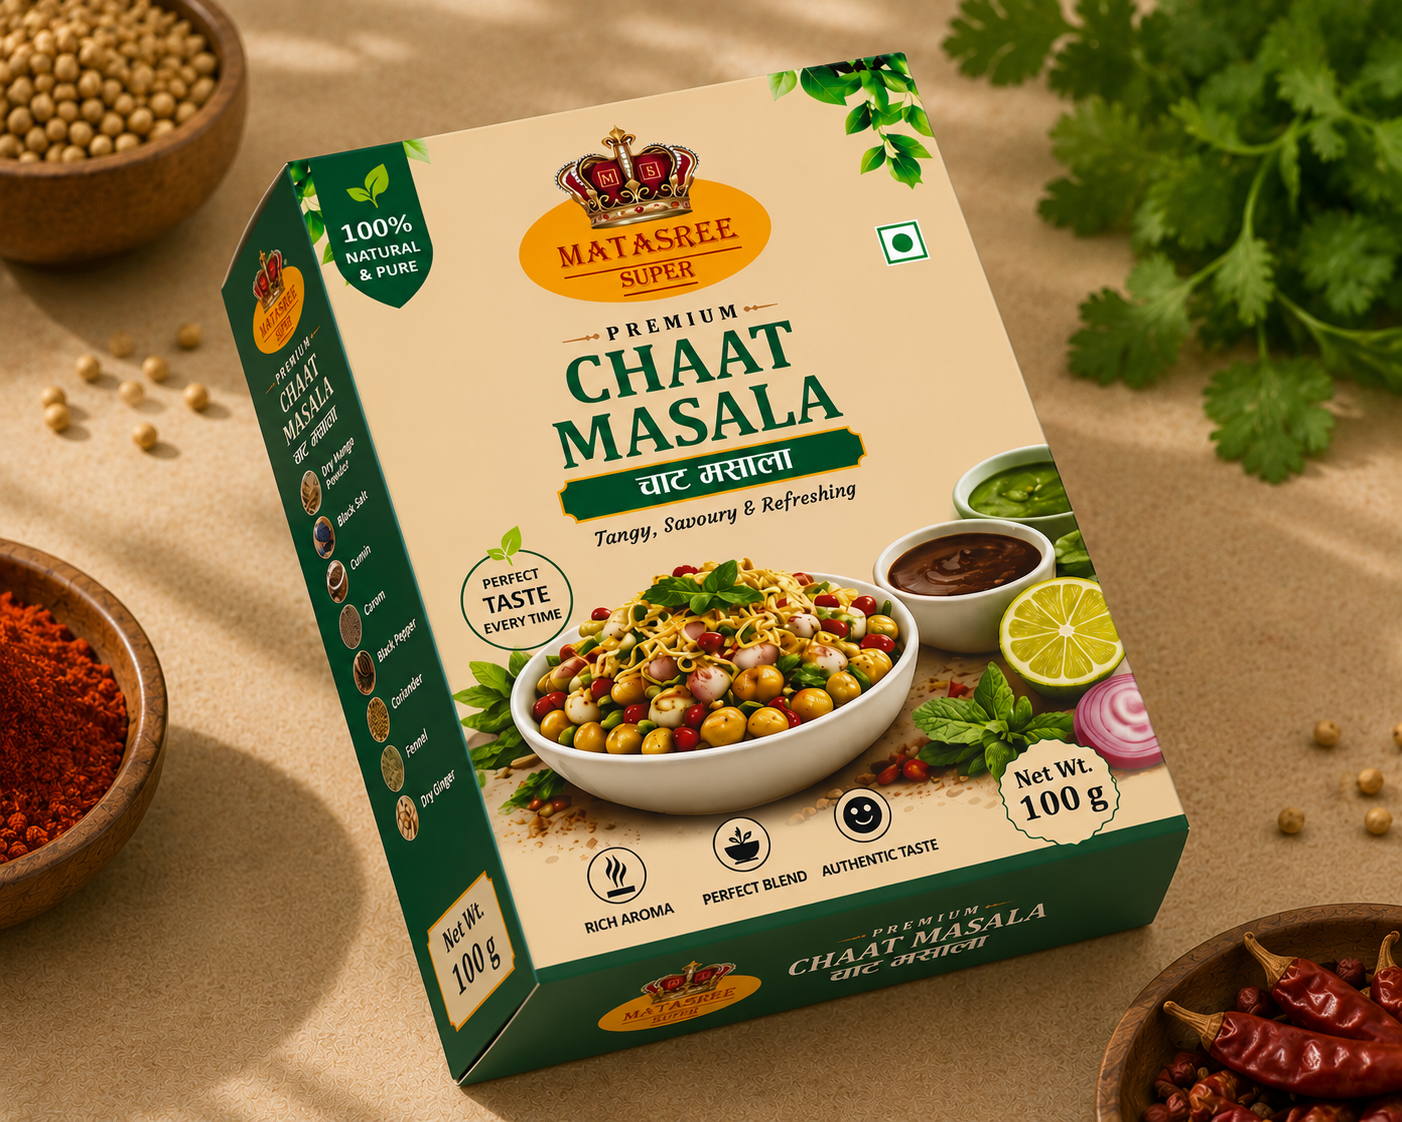 100%
NATURAL
& PURE
M S
MATASREE
SUPER
PREMIUM
CHAAT
MASALA
चाट मसाला
Tangy, Savoury & Refreshing
PERFECT
TASTE
EVERY TIME
RICH AROMA
PERFECT BLEND
AUTHENTIC TASTE
Net Wt.
100 g
MATASREE
SUPER
PREMIUM
CHAAT
MASALA
चाट मसाला
Dry Mango
Powder
Black Salt
Cumin
Carom
Black Pepper
Coriander
Fennel
Dry Ginger
Net Wt.
100 g
MATASREE
SUPER
PREMIUM
CHAAT MASALA
चाट मसाला